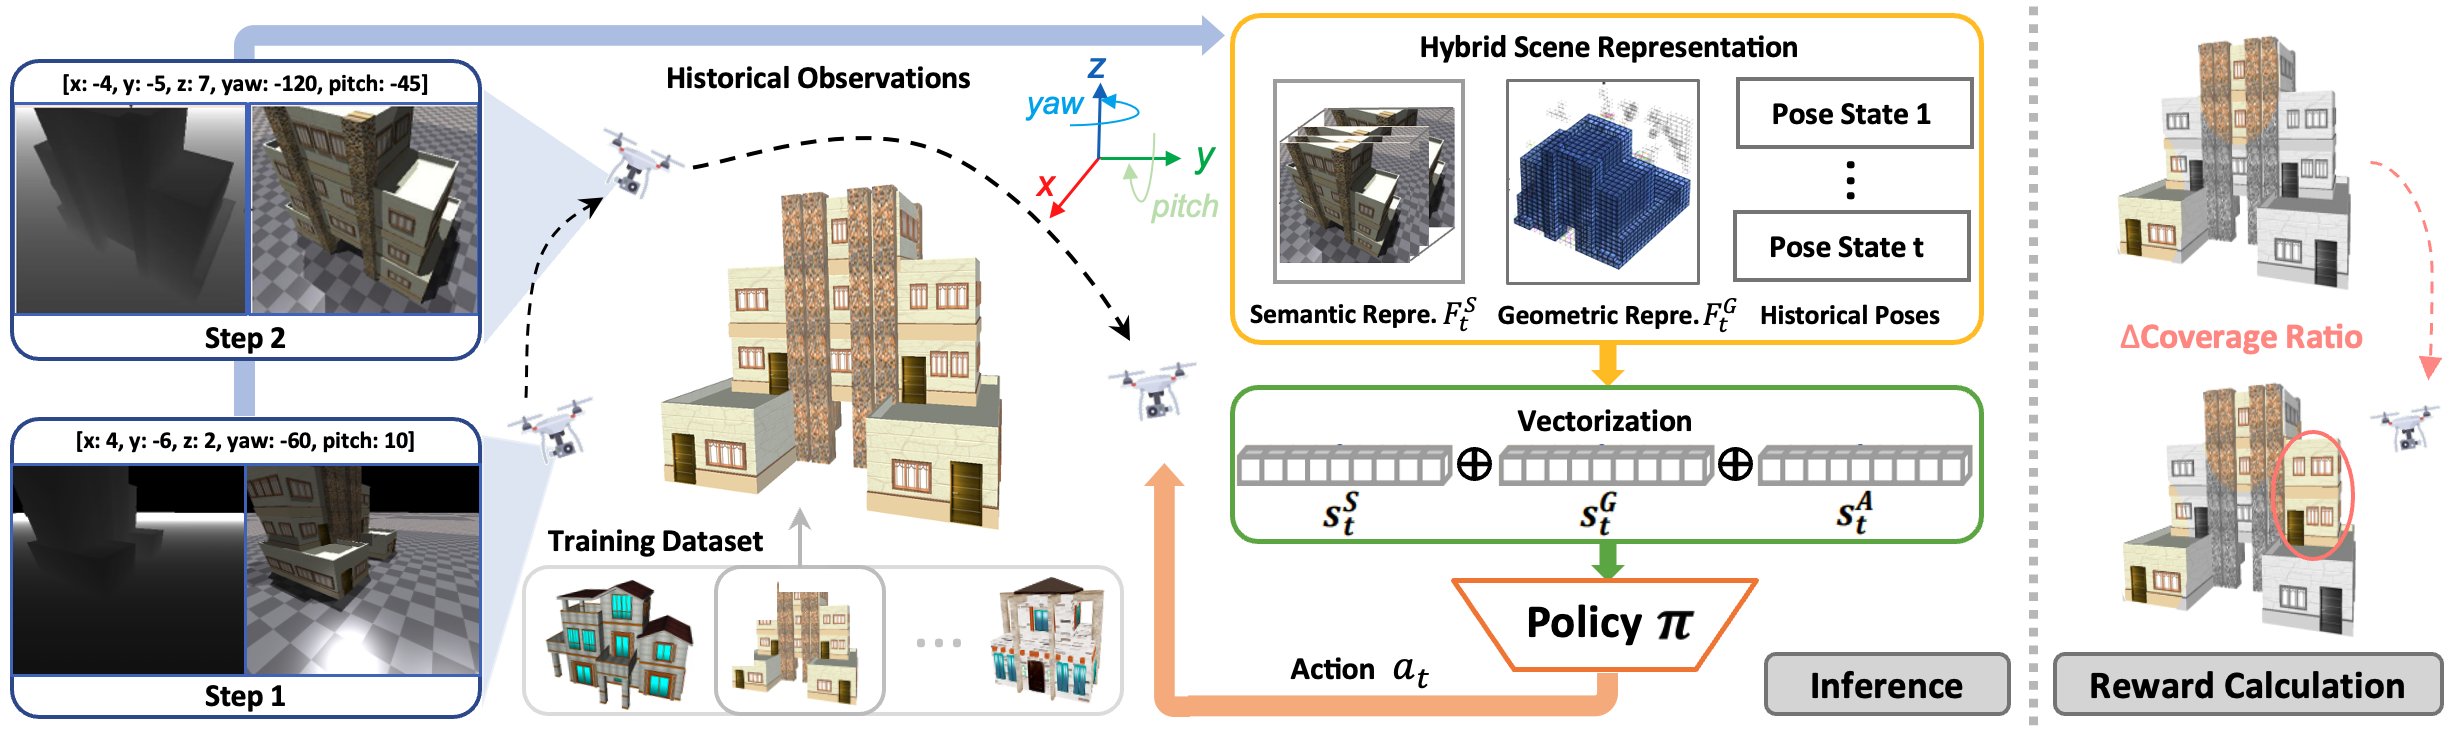 [x: -4, y: -5, z: 7, yaw: -120, pitch: -45]
Step 2
[x: 4, y: -6, z: 2, yaw: -60, pitch: 10]
Step 1
Historical Observations
z
yaw
y
x
pitch
Training Dataset
Hybrid Scene Representation
Pose State 1
Pose State t
Semantic Repre. F_t^S
Geometric Repre. F_t^G
Historical Poses
Vectorization
s_t^S
s_t^G
s_t^A
Policy π
Action a_t
Inference
ΔCoverage Ratio
Reward Calculation